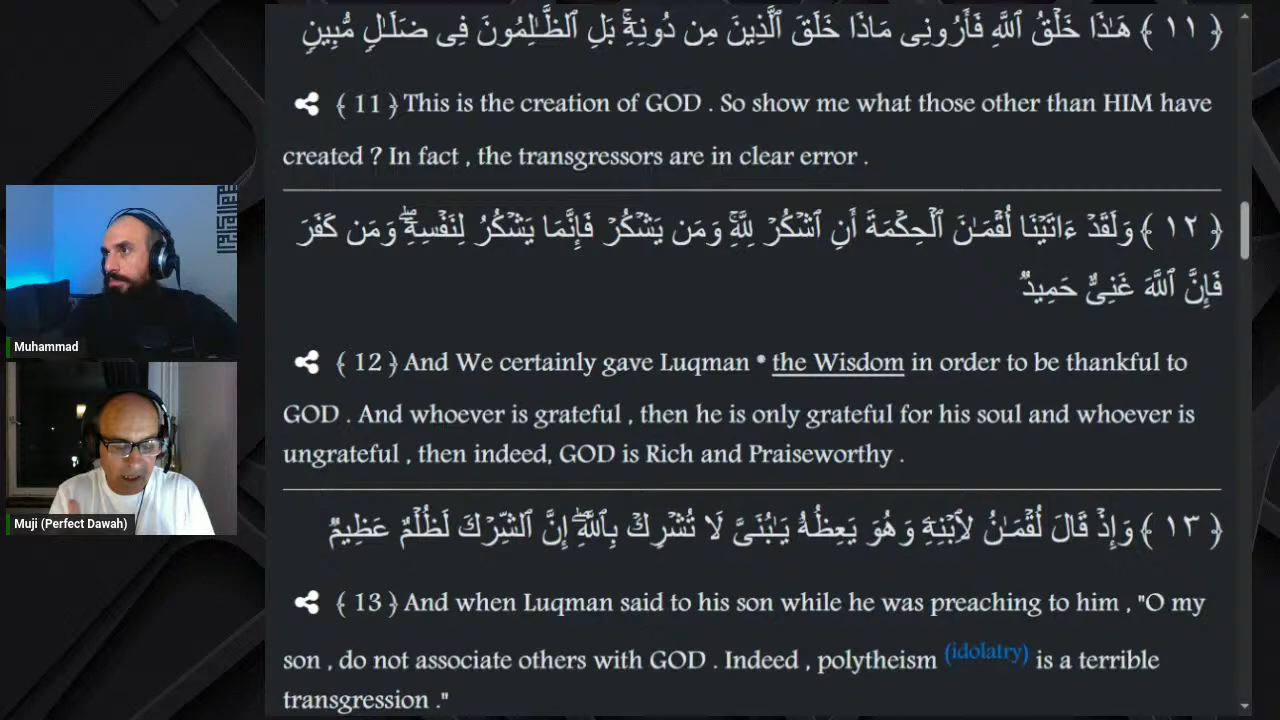 ﴿ ١١ ﴾ هَـٰذَا خَلْقُ ٱللَّهِ فَأَرُونِى مَاذَا خَلَقَ ٱلَّذِينَ مِن دُونِهِۦۚ بَلِ ٱلظَّـٰلِمُونَ فِى ضَلَـٰلٍۢ مُّبِينٍۢ
﴾ 11 ﴿ This is the creation of GOD . So show me what those other than HIM have
created ? In fact , the transgressors are in clear error .
﴿ ١٢ ﴾ وَلَقَدْ ءَاتَيْنَا لُقْمَـٰنَ ٱلْحِكْمَةَ أَنِ ٱشْكُرْ لِلَّهِۚ وَمَن يَشْكُرْ فَإِنَّمَا يَشْكُرُ لِنَفْسِهِۦۖ وَمَن كَفَرَ
فَإِنَّ ٱللَّهَ غَنِىٌّ حَمِيدٌۭ
﴾ 12 ﴿ And We certainly gave Luqman • the Wisdom in order to be thankful to
GOD . And whoever is grateful , then he is only grateful for his soul and whoever is
ungrateful , then indeed, GOD is Rich and Praiseworthy .
﴿ ١٣ ﴾ وَإِذْ قَالَ لُقْمَـٰنُ لِٱبْنِهِۦ وَهُوَ يَعِظُهُۥ يَـٰبُنَىَّ لَا تُشْرِكْ بِٱللَّهِۖ إِنَّ ٱلشِّرْكَ لَظُلْمٌ عَظِيمٌۭ
﴾ 13 ﴿ And when Luqman said to his son while he was preaching to him , "O my
son , do not associate others with GOD . Indeed , polytheism (idolatry) is a terrible
transgression ."
Muhammad
Muji (Perfect Dawah)